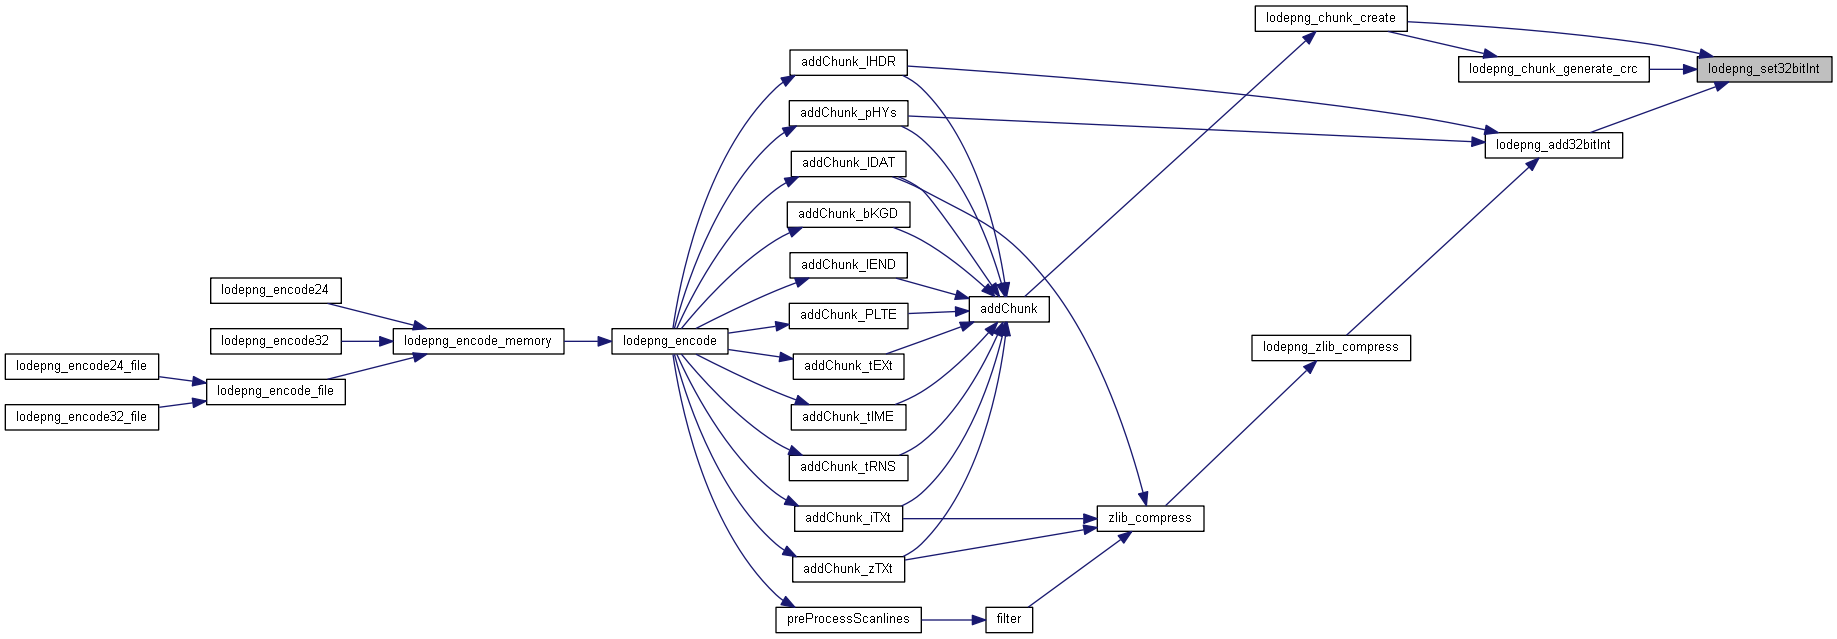 lodepng_chunk_create
addChunk_IHDR
lodepng_chunk_generate_crc
lodepng_set32bitInt
addChunk_pHYs
lodepng_add32bitInt
addChunk_IDAT
addChunk_bKGD
addChunk_IEND
lodepng_encode24
addChunk
addChunk_PLTE
lodepng_encode32
lodepng_encode_memory
lodepng_encode
lodepng_zlib_compress
lodepng_encode24_file
addChunk_tEXt
lodepng_encode_file
lodepng_encode32_file
addChunk_tIME
addChunk_tRNS
addChunk_iTXt
zlib_compress
addChunk_zTXt
preProcessScanlines
filter